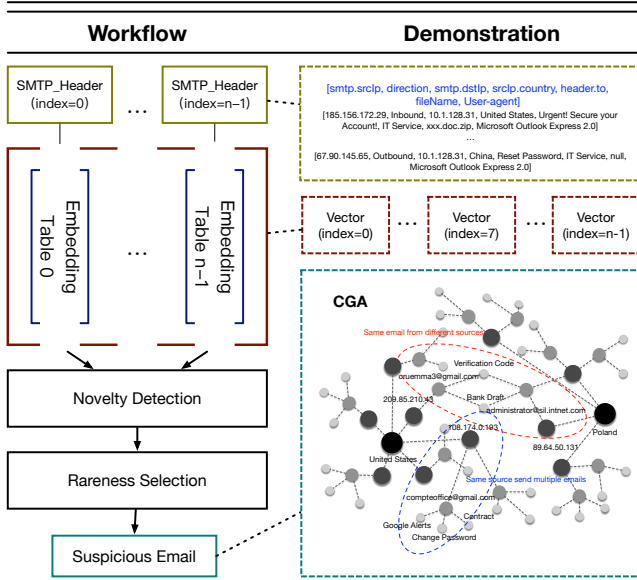 Workflow
Demonstration
SMTP_Header
(index=0)
...
SMTP_Header
(index=n-1)
[smtp.srcIp, direction, smtp.dstIp, srcIp.country, header.to,
fileName, User-agent]
[185.156.172.29, Inbound, 10.1.128.31, United States, Urgent! Secure your
Account!, IT Service, xxx.doc.zip, Microsoft Outlook Express 2.0]
...
[67.90.145.65, Outbound, 10.1.128.31, China, Reset Password, IT Service, null,
Microsoft Outlook Express 2.0]
Embedding
Table 0
...
...
Embedding
Table n-1
Vector
(index=0)
...
Vector
(index=7)
...
Vector
(index=n-1)
Novelty Detection
Rareness Selection
Suspicious Email
CGA
Same email from different sources
Verification Code
oruemma3@gmail.com
Bank Draft
209.85.210.43
administrator@sil.intnet.com
108.174.0.193
Poland
89.64.50.131
United States
Same source send multiple emails
compteoffice@gmail.com
Contract
Google Alerts
Change Password